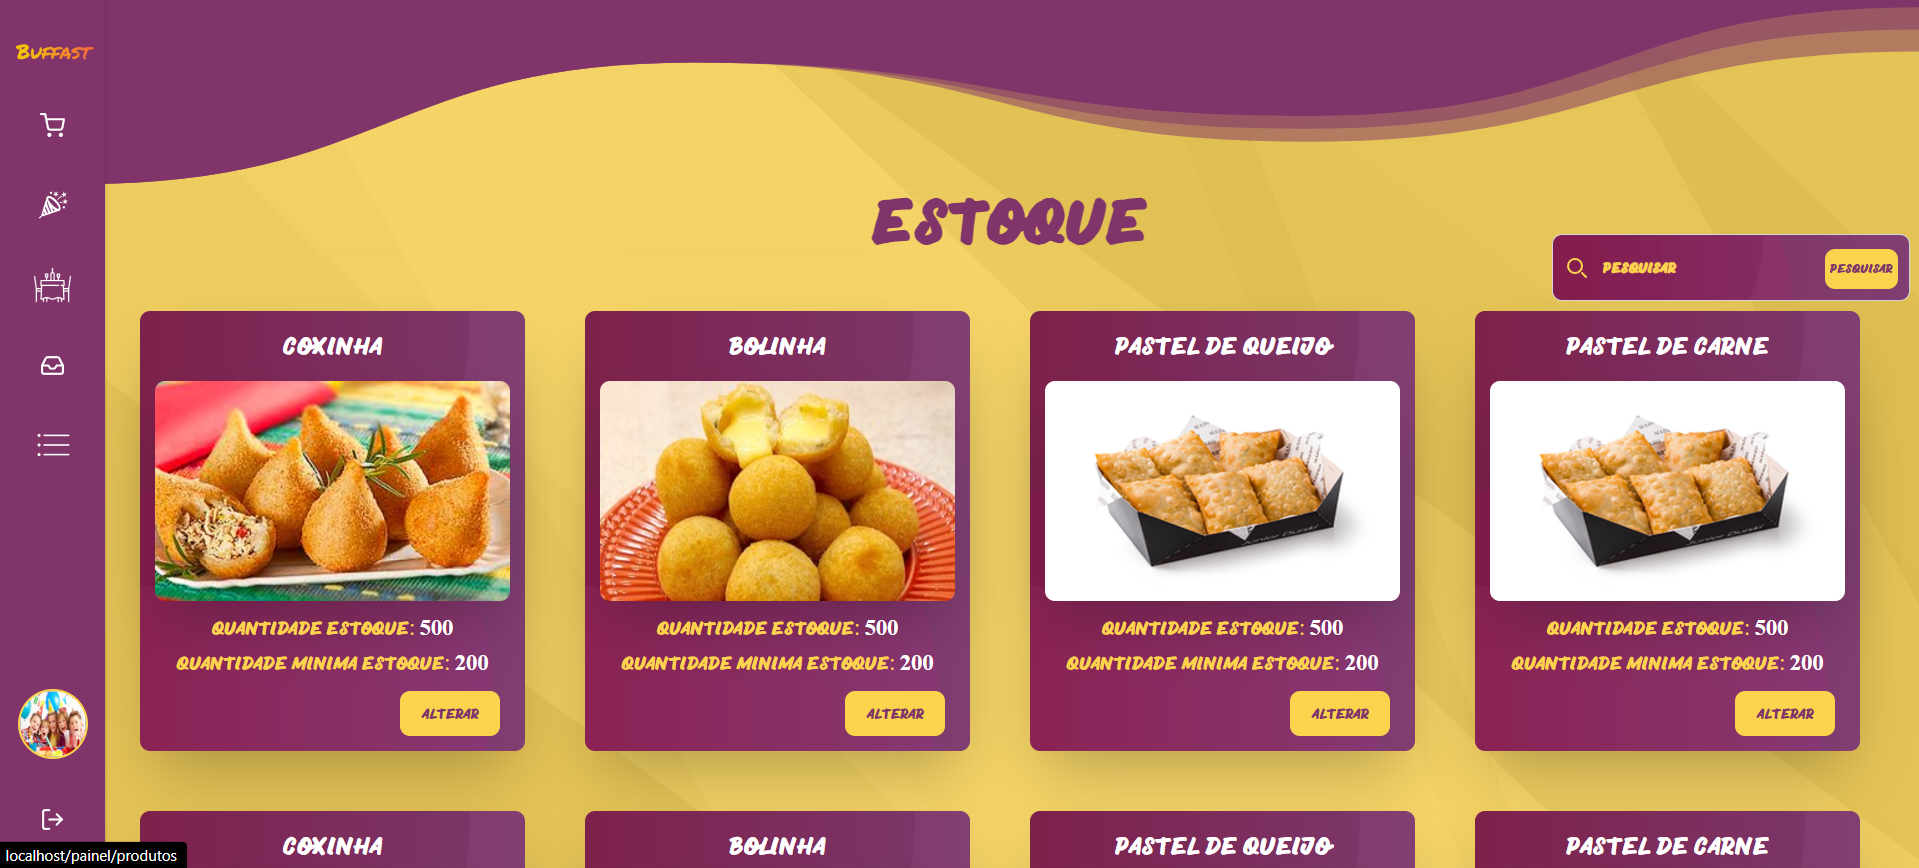 BUFFAST
ESTOQUE
PESQUISAR
PESQUISAR
COXINHA
BOLINHA
PASTEL DE QUEIJO
PASTEL DE CARNE
QUANTIDADE ESTOQUE: 500
QUANTIDADE MINIMA ESTOQUE: 200
ALTERAR
QUANTIDADE ESTOQUE: 500
QUANTIDADE MINIMA ESTOQUE: 200
ALTERAR
QUANTIDADE ESTOQUE: 500
QUANTIDADE MINIMA ESTOQUE: 200
ALTERAR
QUANTIDADE ESTOQUE: 500
QUANTIDADE MINIMA ESTOQUE: 200
ALTERAR
COXINHA
BOLINHA
PASTEL DE QUEIJO
PASTEL DE CARNE
localhost/painel/produtos